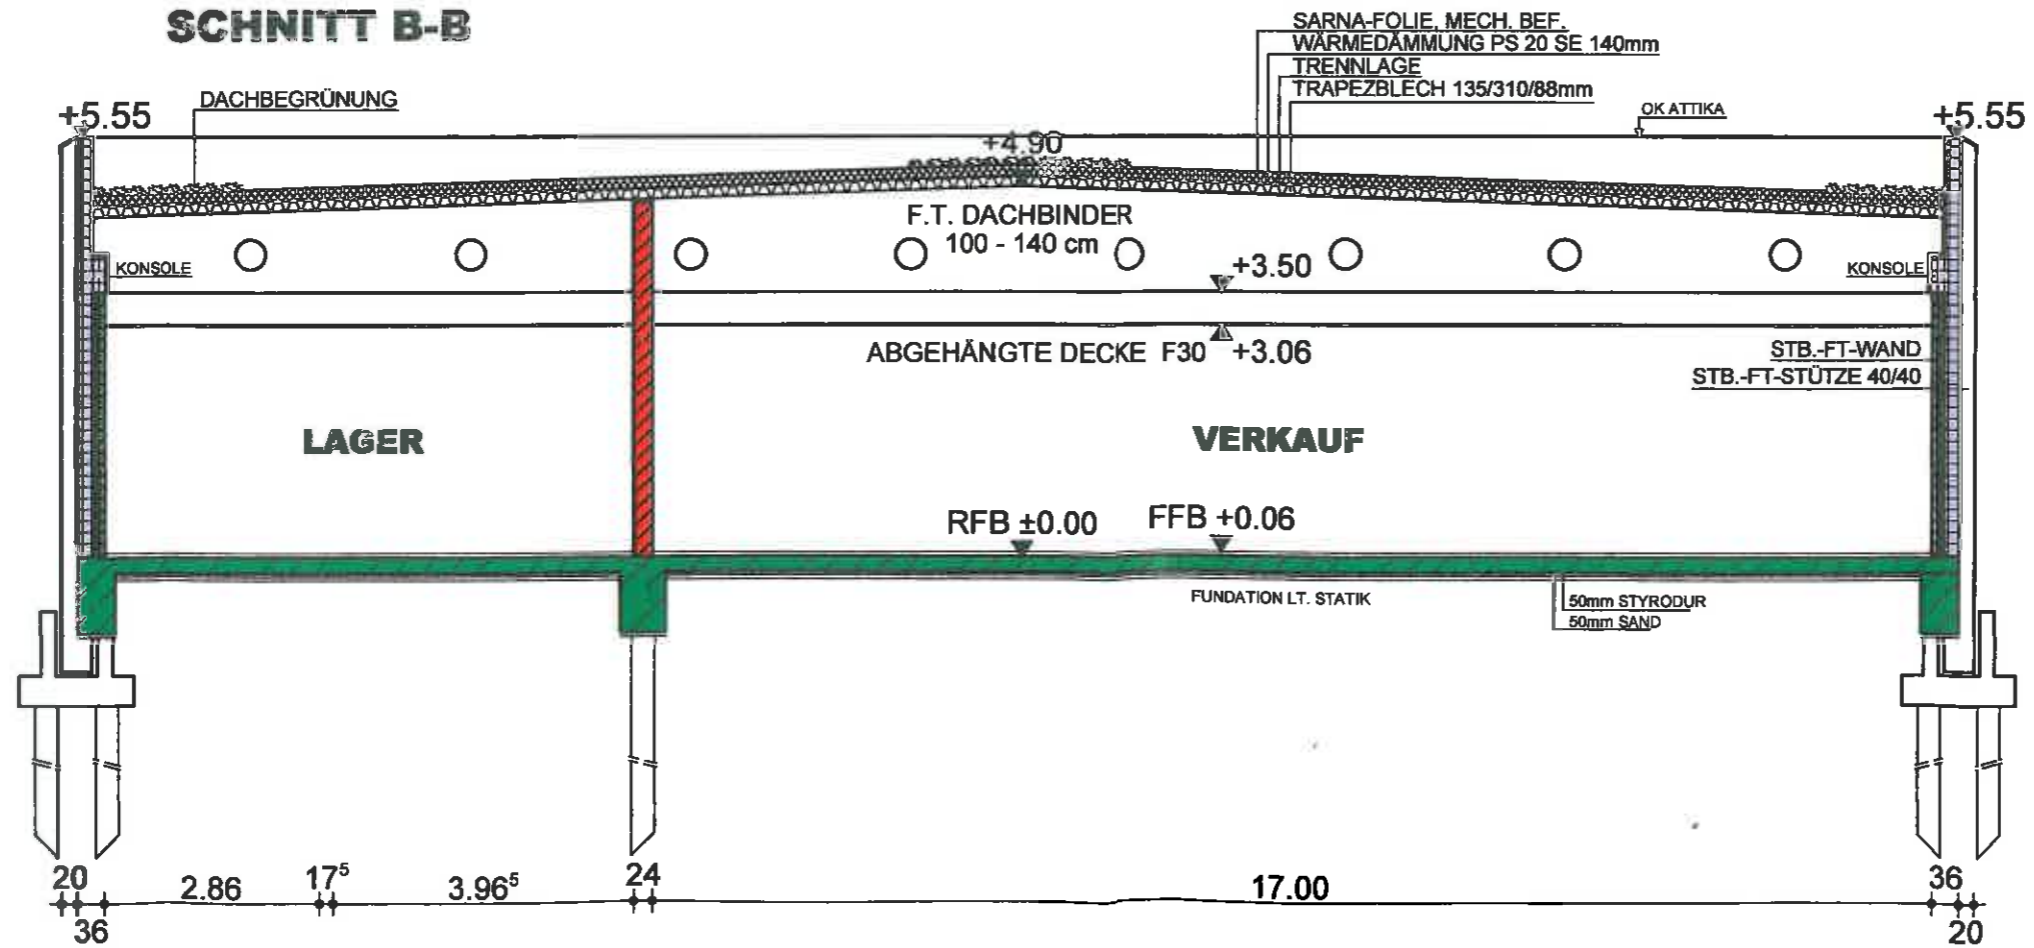 SCHNITT B-B
SARNA-FOLIE, MECH. BEF.
WÄRMEDÄMMUNG PS 20 SE 140mm
TRENNLAGE
TRAPEZBLECH 135/310/88mm
DACHBEGRÜNUNG
OK ATTIKA
+5.55
+5.55
+4.90
F.T. DACHBINDER
100 - 140 cm
KONSOLE
KONSOLE
+3.50
ABGEHÄNGTE DECKE F30
+3.06
STB.-FT-WAND
STB.-FT-STÜTZE 40/40
LAGER
VERKAUF
RFB ±0.00
FFB +0.06
FUNDATION LT. STATIK
50mm STYRODUR
50mm SAND
20
36
2.86
17⁵
3.96⁵
24
17.00
36
20